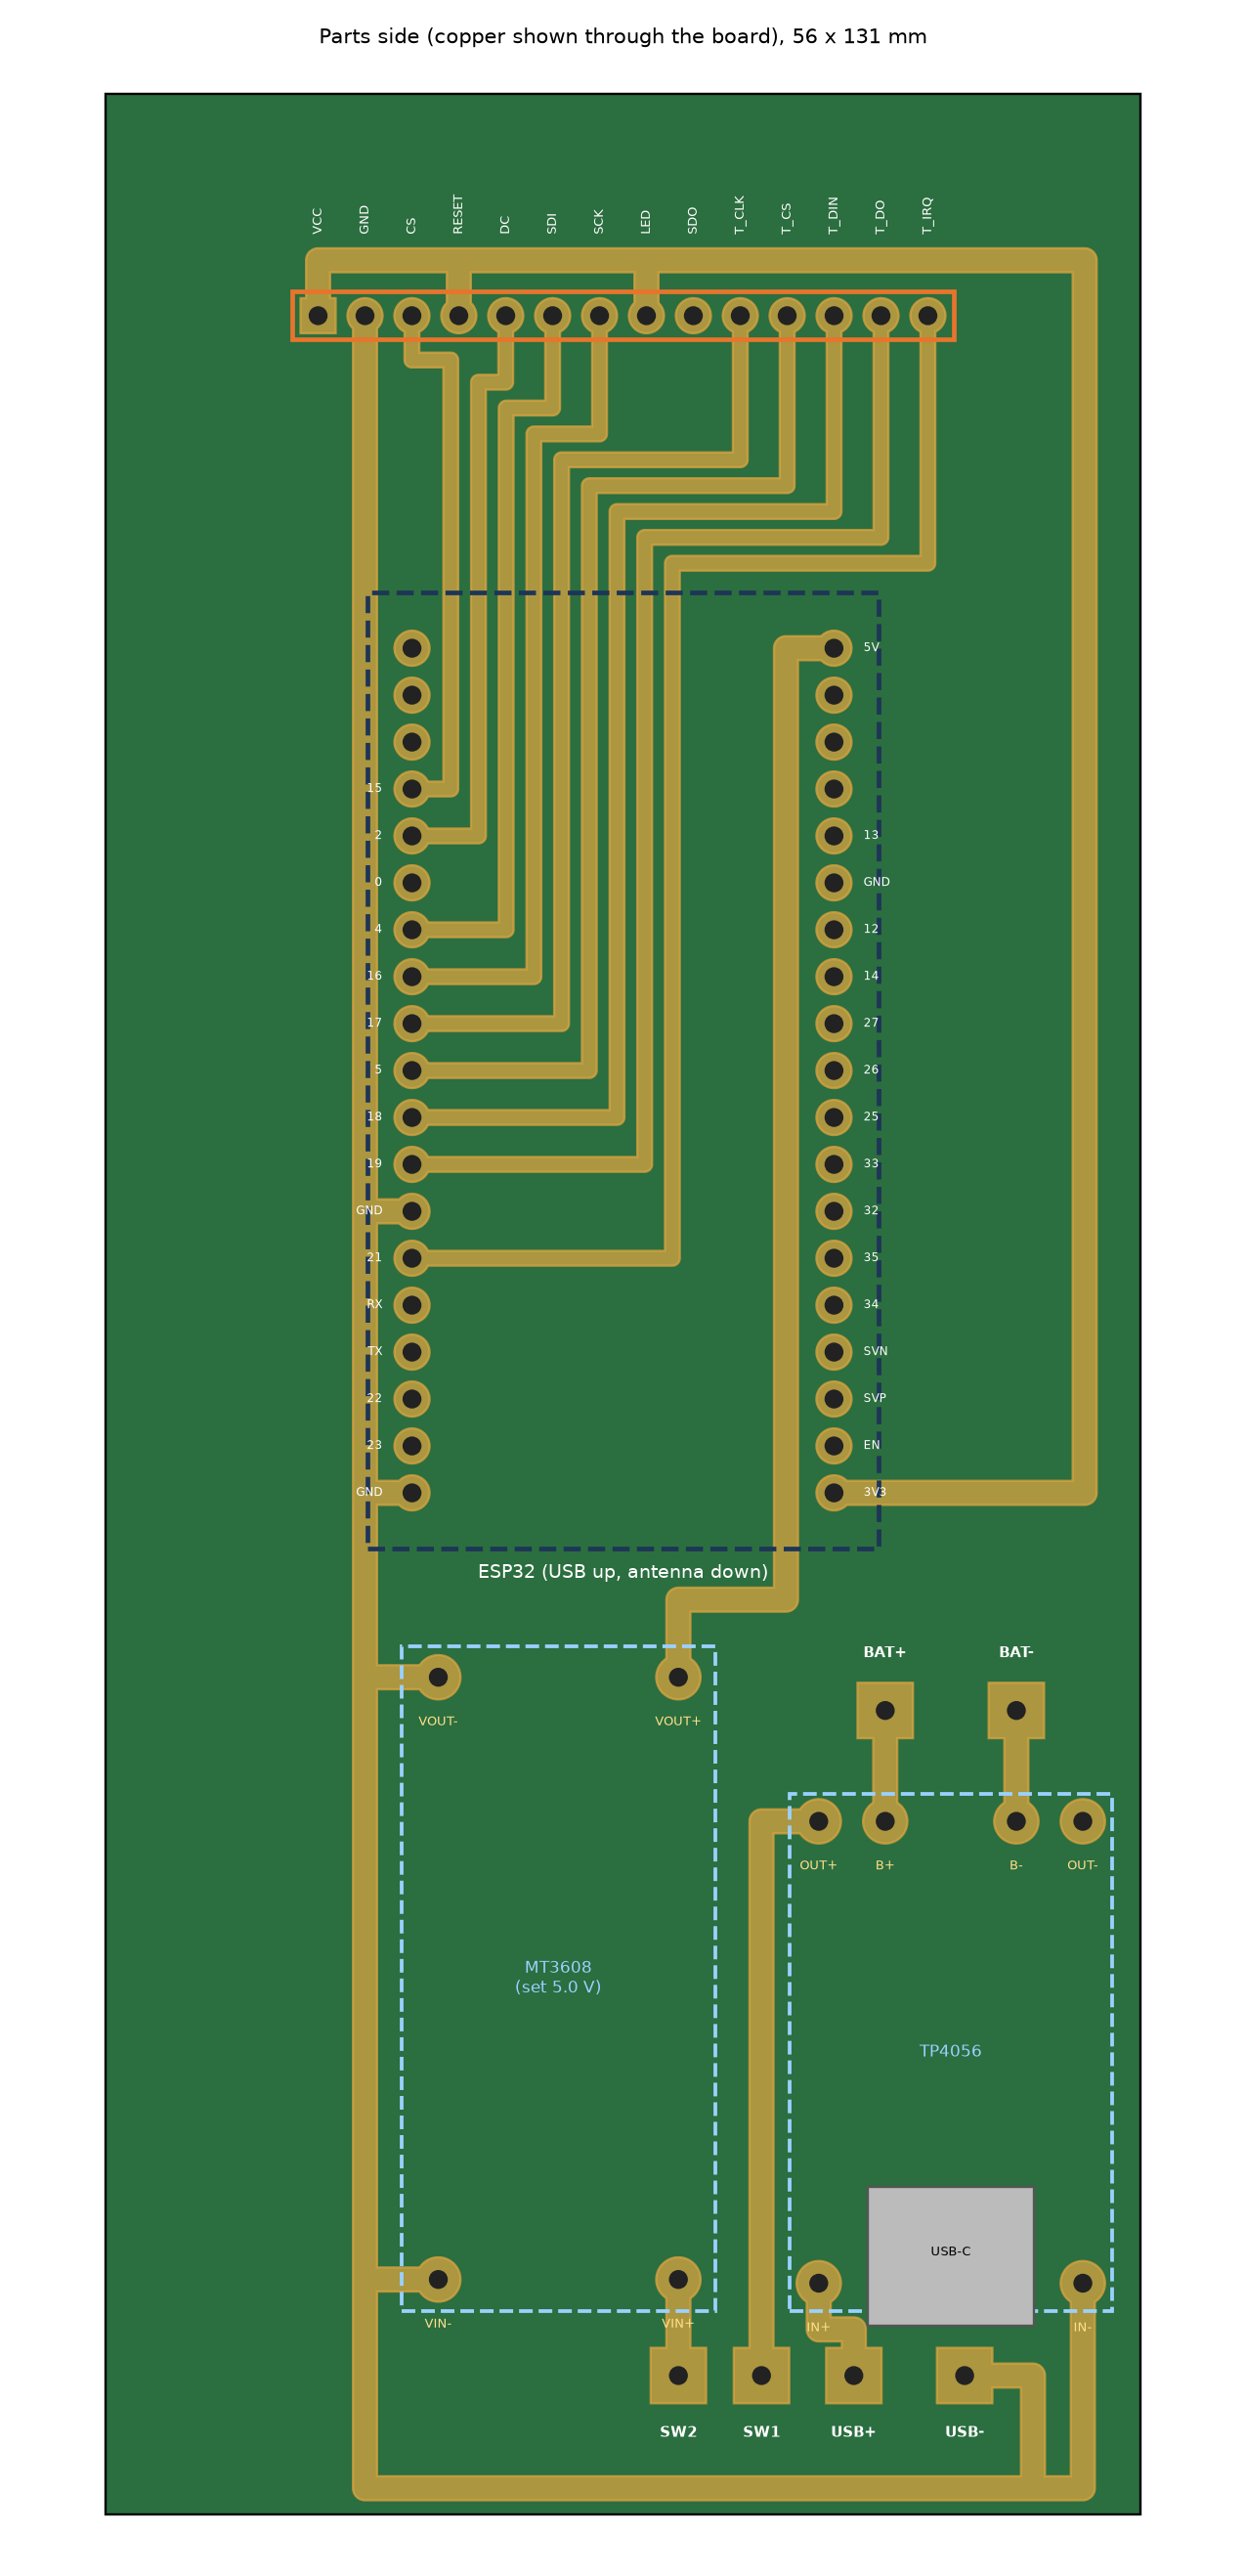 Parts side (copper shown through the board), 56 x 131 mm
VCC
GND
CS
RESET
DC
SDI
SCK
LED
SDO
T_CLK
T_CS
T_DIN
T_DO
T_IRQ
5V
15
2
13
0
GND
4
12
16
14
17
27
5
26
18
25
19
33
GND
32
21
35
RX
34
TX
SVN
22
SVP
23
EN
GND
3V3
ESP32 (USB up, antenna down)
BAT+
BAT-
VOUT-
VOUT+
OUT+
B+
B-
OUT-
MT3608
(set 5.0 V)
TP4056
USB-C
VIN-
VIN+
IN+
IN-
SW2
SW1
USB+
USB-